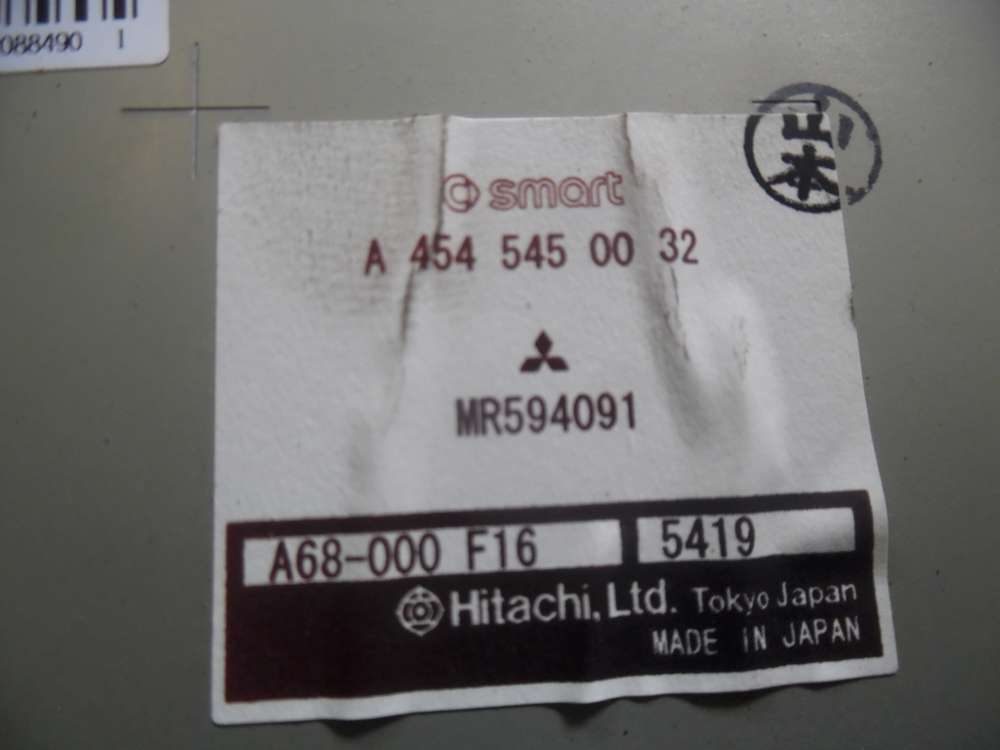 088490 1
山本
smart
A 454 545 00 32
MR594091
A68-000 F16 5419
Hitachi, Ltd. Tokyo Japan
MADE IN JAPAN